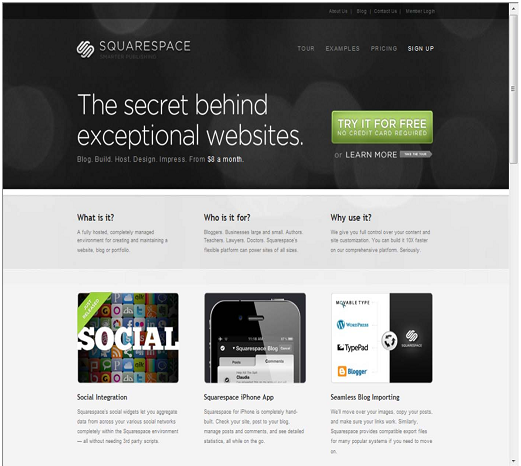 About Us | Blog | Contact Us | Member Login
SQUARESPACE
TOUR EXAMPLES PRICING SIGN UP
The secret behind
exceptional websites.
Blog. Build. Host. Design. Impress. From $8 a month.
TRY IT FOR FREE
NO CREDIT CARD REQUIRED
or LEARN MORE
What is it?
A fully hosted, completely managed
environment for creating and maintaining a
website, blog or portfolio.
Who is it for?
Bloggers. Businesses large and small. Authors.
Teachers. Lawyers. Doctors. Squarespace's
flexible platform can power sites of all sizes.
Why use it?
We give you full control over your content and
site customization. You can build it 10X faster
on our comprehensive platform. Seriously.
SOCIAL
Social Integration
Squarespace's social widgets let you aggregate
data from across your various social networks
completely within the Squarespace environment
— all without needing 3rd party scripts.
Squarespace Blog
Posts Comments
Squarespace iPhone App
Squarespace for iPhone is completely hand-
built. Check your site, post to your blog,
manage posts and comments, and see detailed
statistics, all while on the go.
MOVABLE TYPE
WORDPRESS
TypePad
Blogger
SQUARESPACE
Seamless Blog Importing
We'll move over your images, copy your posts,
and make sure your links work. Similarly,
Squarespace provides compatible export files
for many popular systems if you need to move
go.